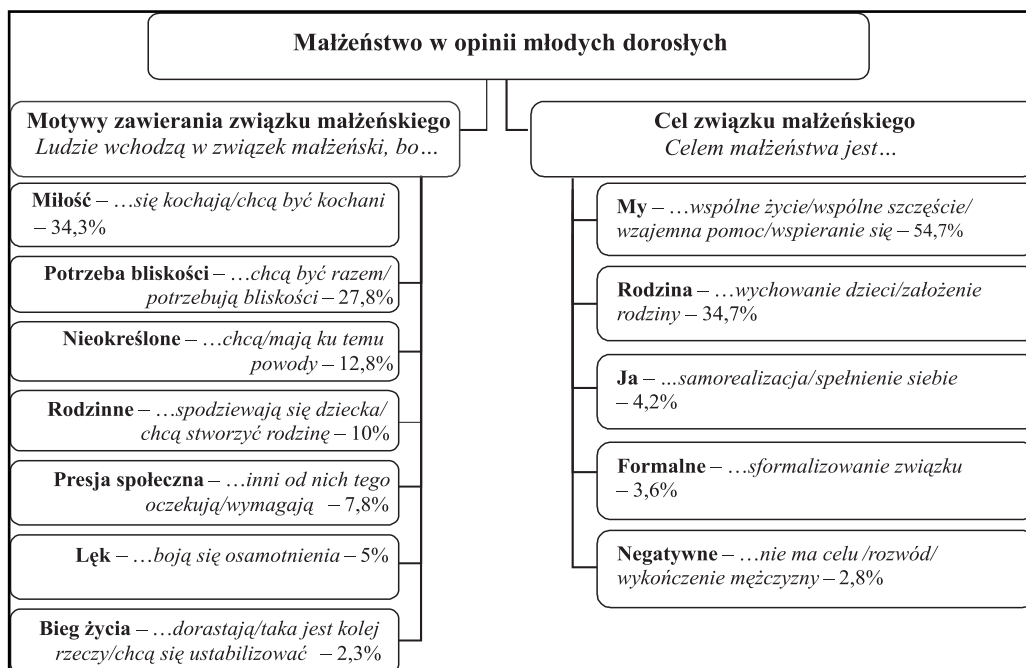 Małżeństwo w opinii młodych dorosłych
Motywy zawierania związku małżeńskiego
Ludzie wchodzą w związek małżeński, bo…
Miłość – …się kochają/chcą być kochani
– 34,3%
Potrzeba bliskości – …chcą być razem/
potrzebują bliskości – 27,8%
Nieokreślone – …chcą/mają ku temu
powody – 12,8%
Rodzinne – …spodziewają się dziecka/
chcą stworzyć rodzinę – 10%
Presja społeczna – …inni od nich tego
oczekują/wymagają – 7,8%
Lęk – …boją się osamotnienia – 5%
Bieg życia – …dorastają/taka jest kolej
rzeczy/chcą się ustabilizować – 2,3%
Cel związku małżeńskiego
Celem małżeństwa jest…
My – …wspólne życie/wspólne szczęście/
wzajemna pomoc/wspieranie się – 54,7%
Rodzina – …wychowanie dzieci/założenie
rodziny – 34,7%
Ja – ...samorealizacja/spełnienie siebie
– 4,2%
Formalne – …sformalizowanie związku
– 3,6%
Negatywne – …nie ma celu /rozwód/
wykończenie mężczyzny – 2,8%